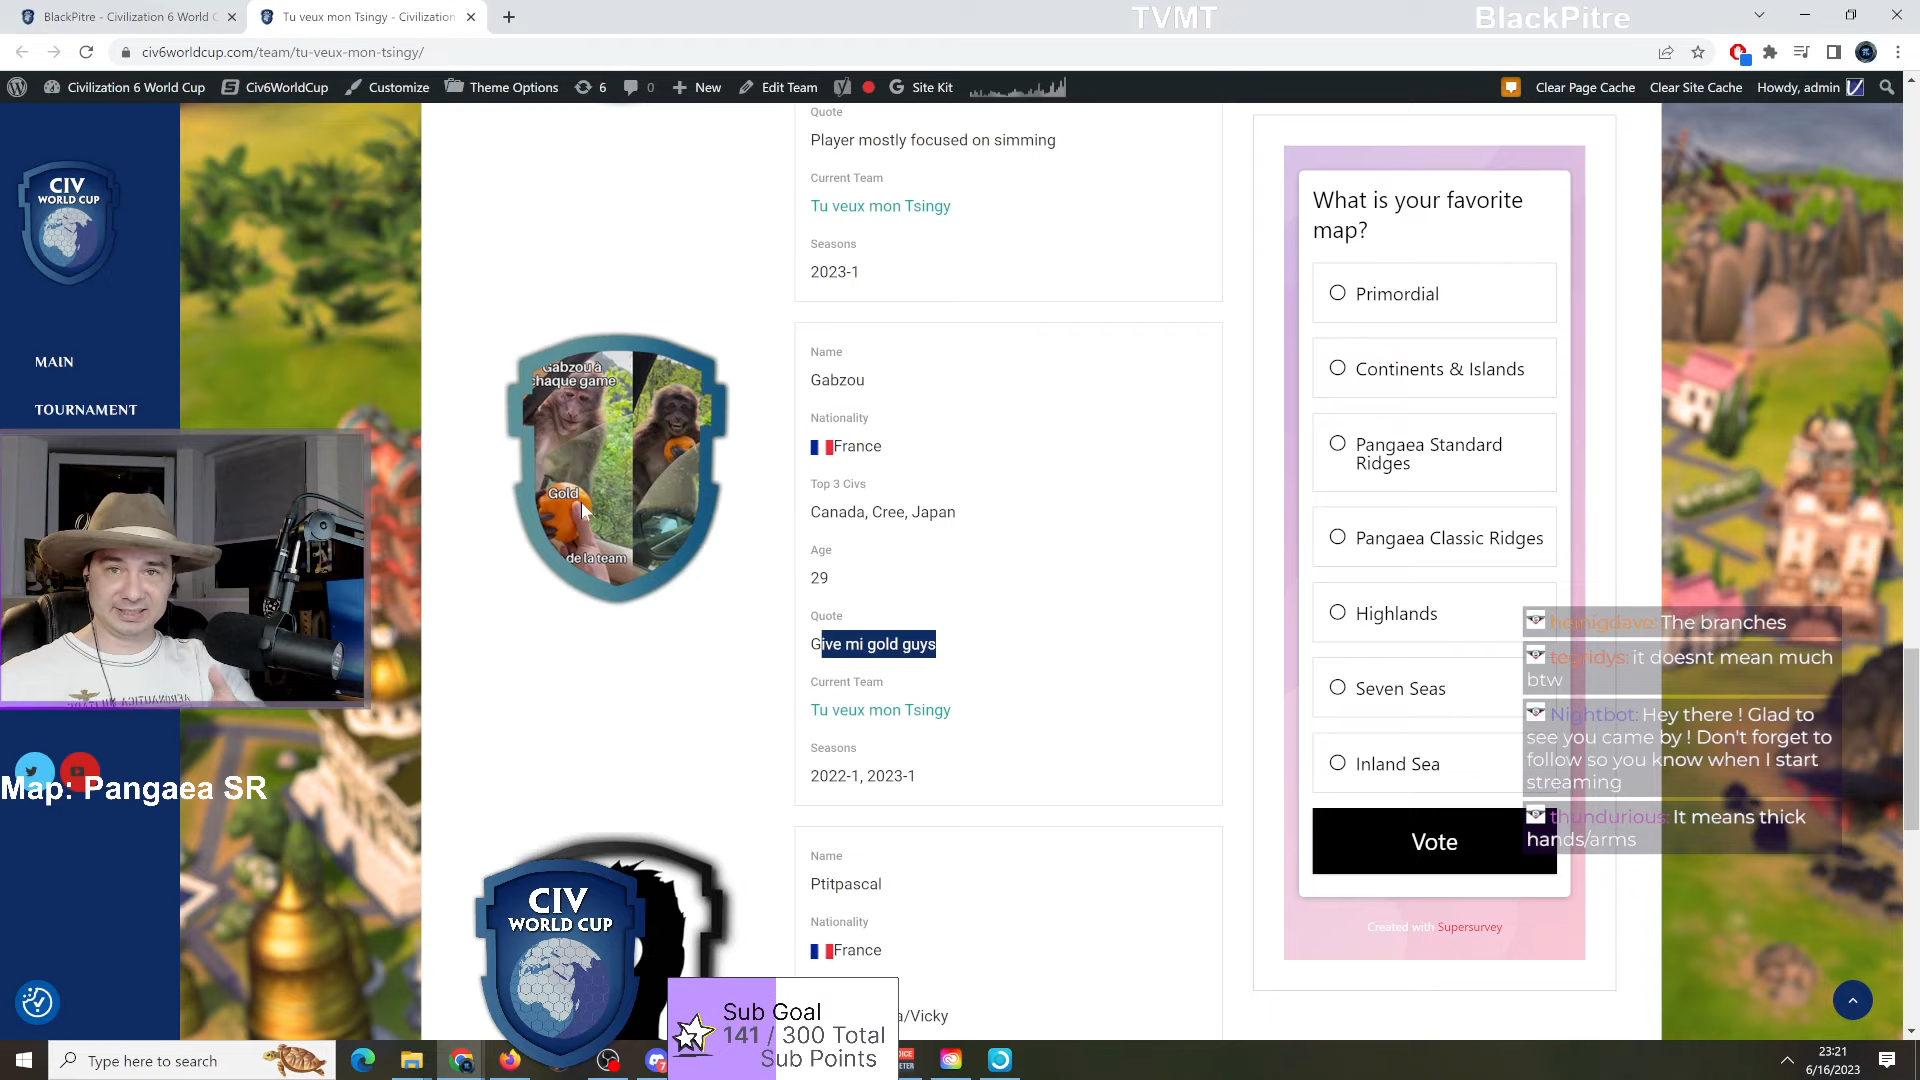 BlackPitre - Civilization 6 World C
Tu veux mon Tsingy - Civilization
TVMT
BlackPitre
civ6worldcup.com/team/tu-veux-mon-tsingy/
Civilization 6 World Cup
Civ6WorldCup
Customize
Theme Options
6
0
New
Edit Team
Site Kit
Clear Page Cache
Clear Site Cache
Howdy, admin
CIV
WORLD CUP
MAIN
TOURNAMENT
Map: Pangaea SR
Quote
Player mostly focused on simming
Current Team
Tu veux mon Tsingy
Seasons
2023-1
Gabzou à
chaque game
Gold
de la team
Name
Gabzou
Nationality
France
Top 3 Civs
Canada, Cree, Japan
Age
29
Quote
Give mi gold guys
Current Team
Tu veux mon Tsingy
Seasons
2022-1, 2023-1
Name
Ptitpascal
Nationality
France
a/Vicky
CIV
WORLD CUP
Sub Goal
141 / 300 Total
Sub Points
What is your favorite
map?
Primordial
Continents & Islands
Pangaea Standard
Ridges
Pangaea Classic Ridges
Highlands
Seven Seas
Inland Sea
Vote
Created with Supersurvey
hemigdave: The branches
tegridys: it doesnt mean much
btw
Nightbot: Hey there ! Glad to
see you came by ! Don't forget to
follow so you know when I start
streaming
thundurious: It means thick
hands/arms
Type here to search
23:21
6/16/2023